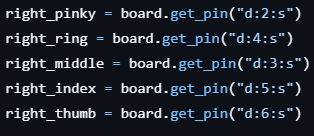 right_pinky = board.get_pin("d:2:s")
right_ring = board.get_pin("d:4:s")
right_middle = board.get_pin("d:3:s")
right_index = board.get_pin("d:5:s")
right_thumb = board.get_pin("d:6:s")